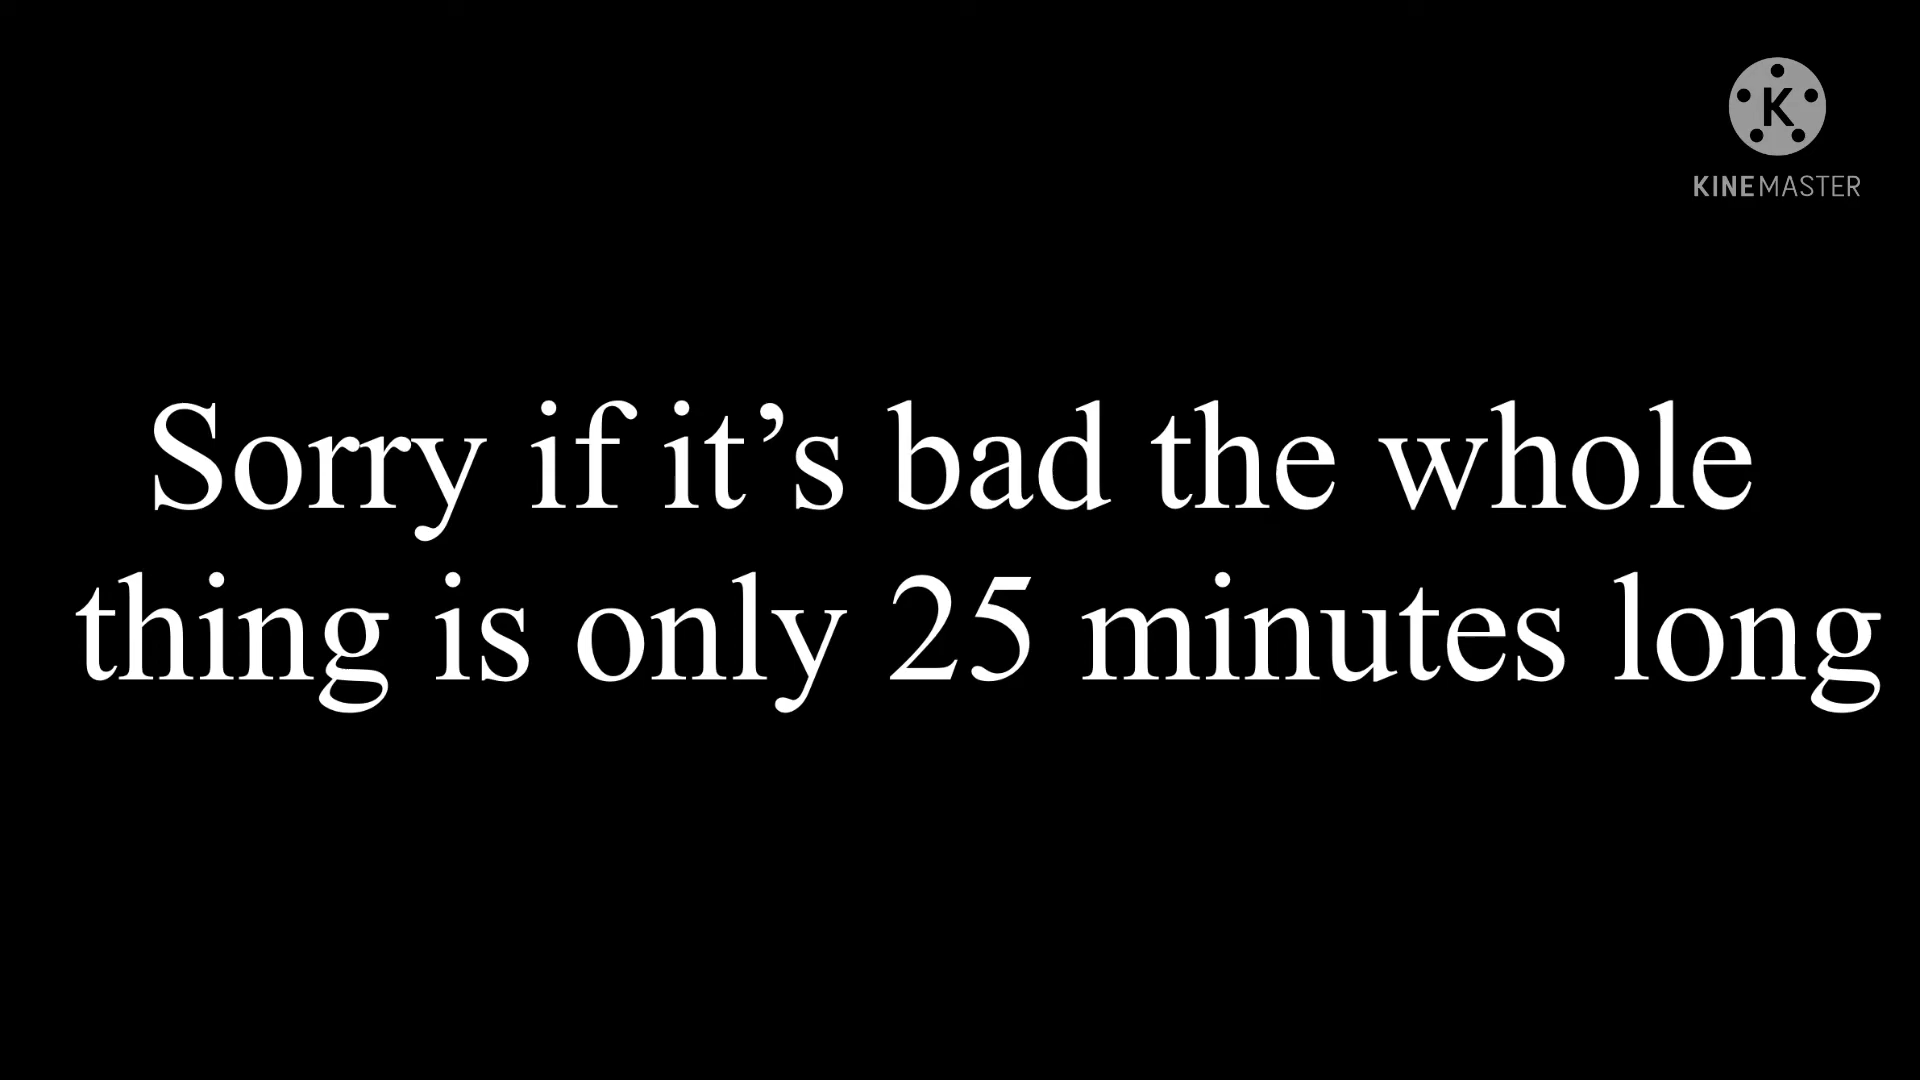 K
KINEMASTER
Sorry if it’s bad the whole
thing is only 25 minutes long